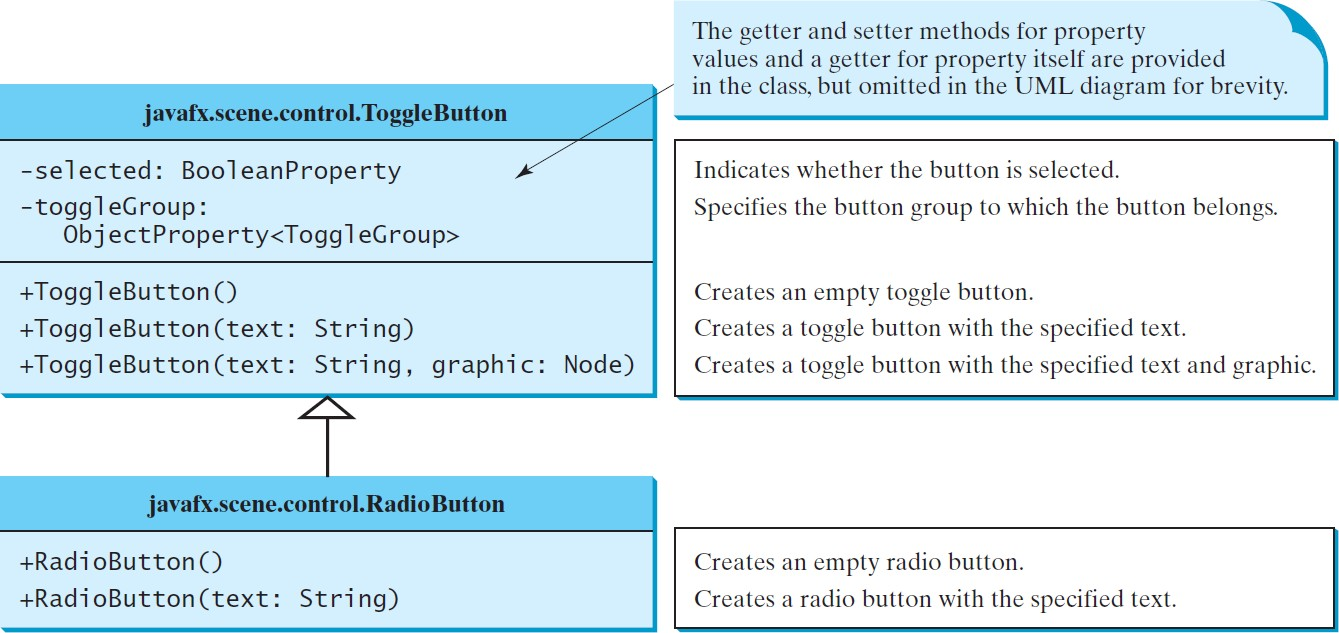 The getter and setter methods for property
values and a getter for property itself are provided
in the class, but omitted in the UML diagram for brevity.
javafx.scene.control.ToggleButton
-selected: BooleanProperty
-toggleGroup:
ObjectProperty<ToggleGroup>
Indicates whether the button is selected.
Specifies the button group to which the button belongs.
+ToggleButton()
+ToggleButton(text: String)
+ToggleButton(text: String, graphic: Node)
Creates an empty toggle button.
Creates a toggle button with the specified text.
Creates a toggle button with the specified text and graphic.
javafx.scene.control.RadioButton
+RadioButton()
+RadioButton(text: String)
Creates an empty radio button.
Creates a radio button with the specified text.